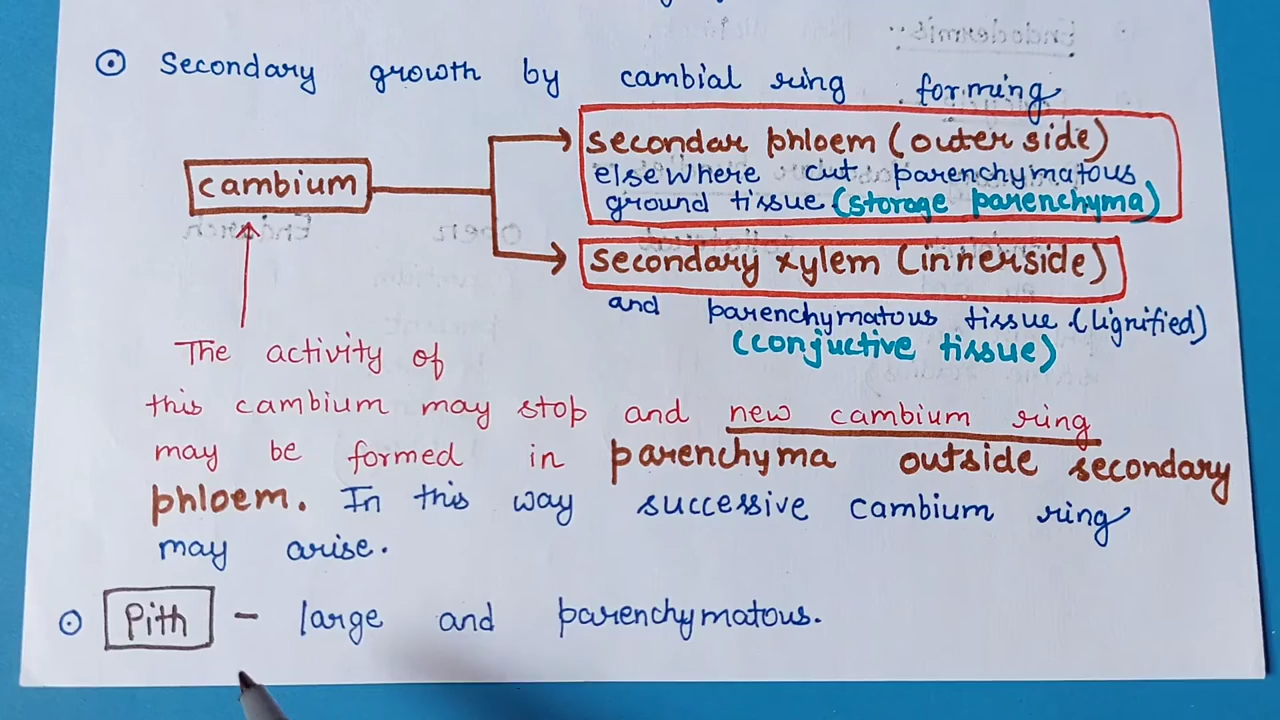 Secondary growth by cambial ring forming
secondar phloem (outer side)
elsewhere cut parenchymatous
ground tissue (storage parenchyma)
cambium
secondary xylem (innerside)
and parenchymatous tissue (lignified)
(conjuctive tissue)
The activity of
this cambium may stop and new cambium ring
may be formed in parenchyma outside secondary
phloem. In this way successive cambium ring
may arise.
Pith - large and parenchymatous.